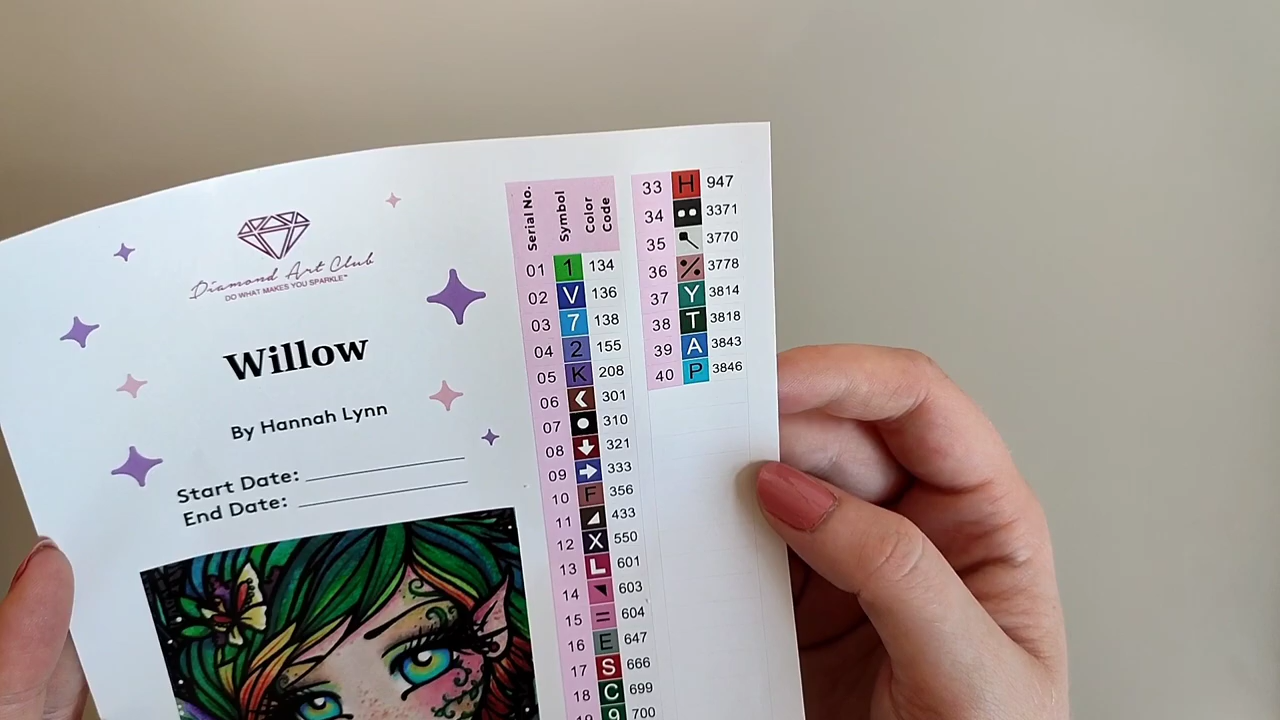 Diamond Art Club
DO WHAT MAKES YOU SPARKLE™
Willow
By Hannah Lynn
Start Date: 
End Date: 
Serial No. Symbol Color Code
01 1 134
02 V 136
03 7 138
04 2 155
05 K 208
06 301
07 310
08 321
09 333
10 F 356
11 433
12 X 550
13 L 601
14 603
15 = 604
16 E 647
17 S 666
18 C 699
19 9 700
33 H 947
34 3371
35 3770
36 % 3778
37 Y 3814
38 T 3818
39 A 3843
40 P 3846